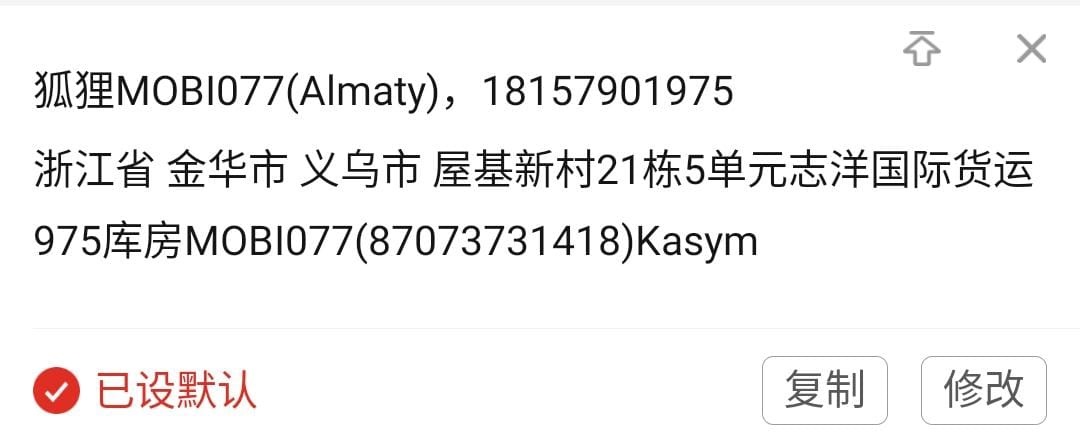 狐狸MOBI077(Almaty)，18157901975
浙江省 金华市 义乌市 屋基新村21栋5单元志洋国际货运
975库房MOBI077(87073731418)Kasym
已设默认
复制
修改